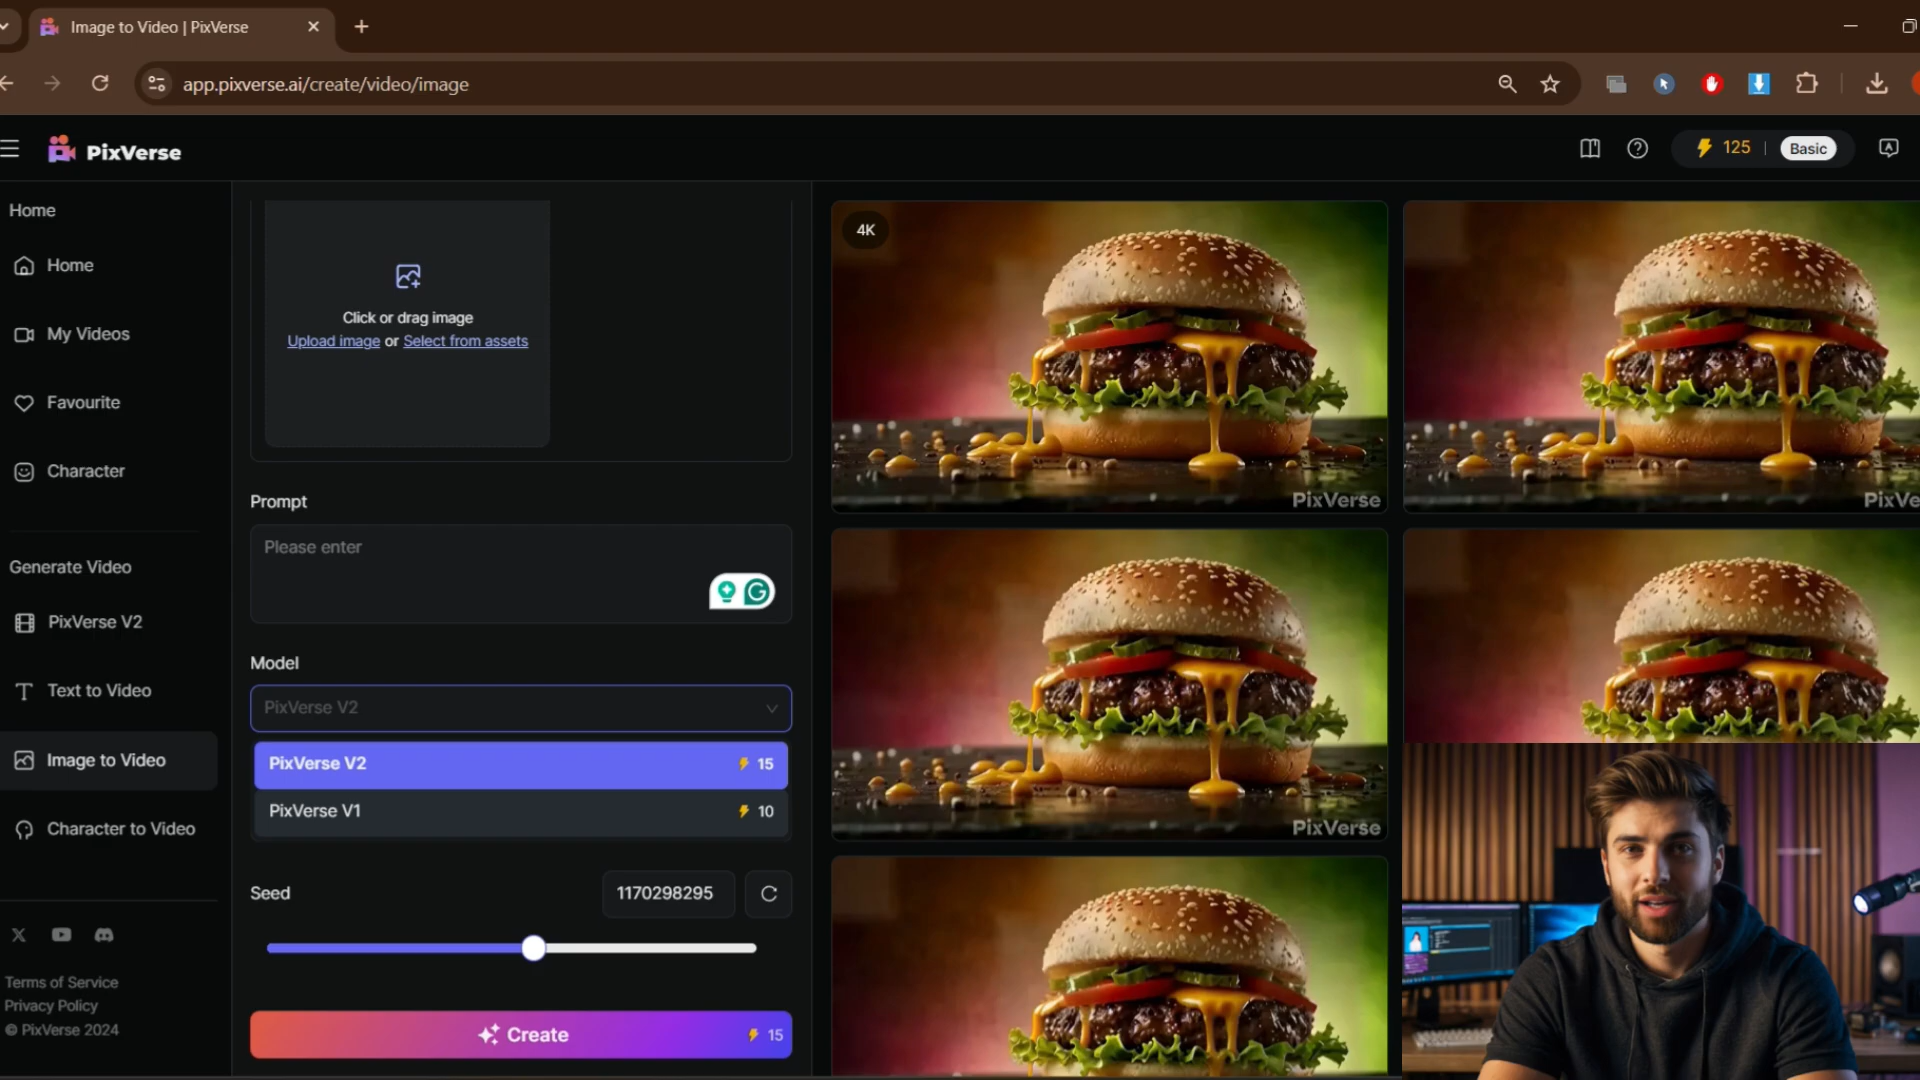 Image to Video | PixVerse
app.pixverse.ai/create/video/image
PixVerse
125
Basic
Home
Home
My Videos
Favourite
Character
Generate Video
PixVerse V2
Text to Video
Image to Video
Character to Video
Terms of Service
Privacy Policy
© PixVerse 2024
Click or drag image
Upload image or Select from assets
Prompt
Please enter
Model
PixVerse V2
PixVerse V2 15
PixVerse V1 10
Seed
1170298295
Create 15
4K
PixVerse
PixVe
PixVerse